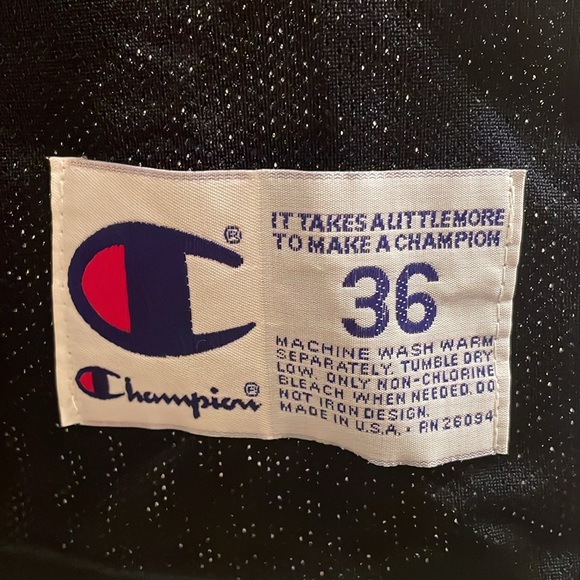 ®
Champion®
IT TAKES A LITTLE MORE
TO MAKE A CHAMPION
36
MACHINE WASH WARM
SEPARATELY. TUMBLE DRY
LOW. ONLY NON-CHLORINE
BLEACH WHEN NEEDED. DO
NOT IRON DESIGN.
MADE IN U.S.A. • RN 26094